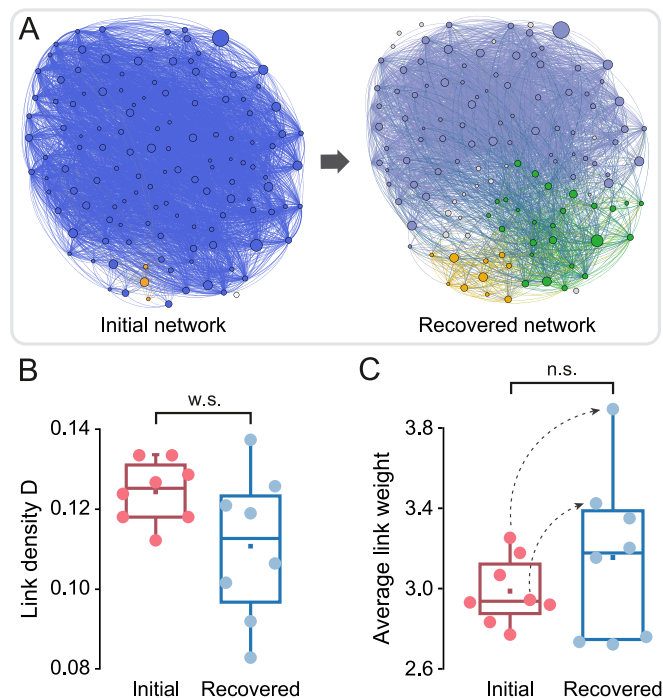 A
Initial network
Recovered network
B
w.s.
0.14
0.12
0.10
0.08
Link density D
Initial
Recovered
C
n.s.
3.8
3.4
3.0
2.6
Average link weight
Initial
Recovered